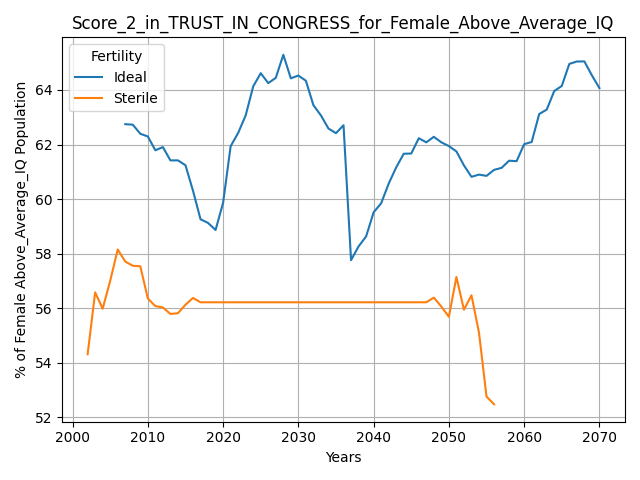 Score_2_in_TRUST_IN_CONGRESS_for_Female_Above_Average_IQ
Fertility
Ideal
Sterile
% of Female Above_Average_IQ Population
64
62
60
58
56
54
52
2000 2010 2020 2030 2040 2050 2060 2070
Years